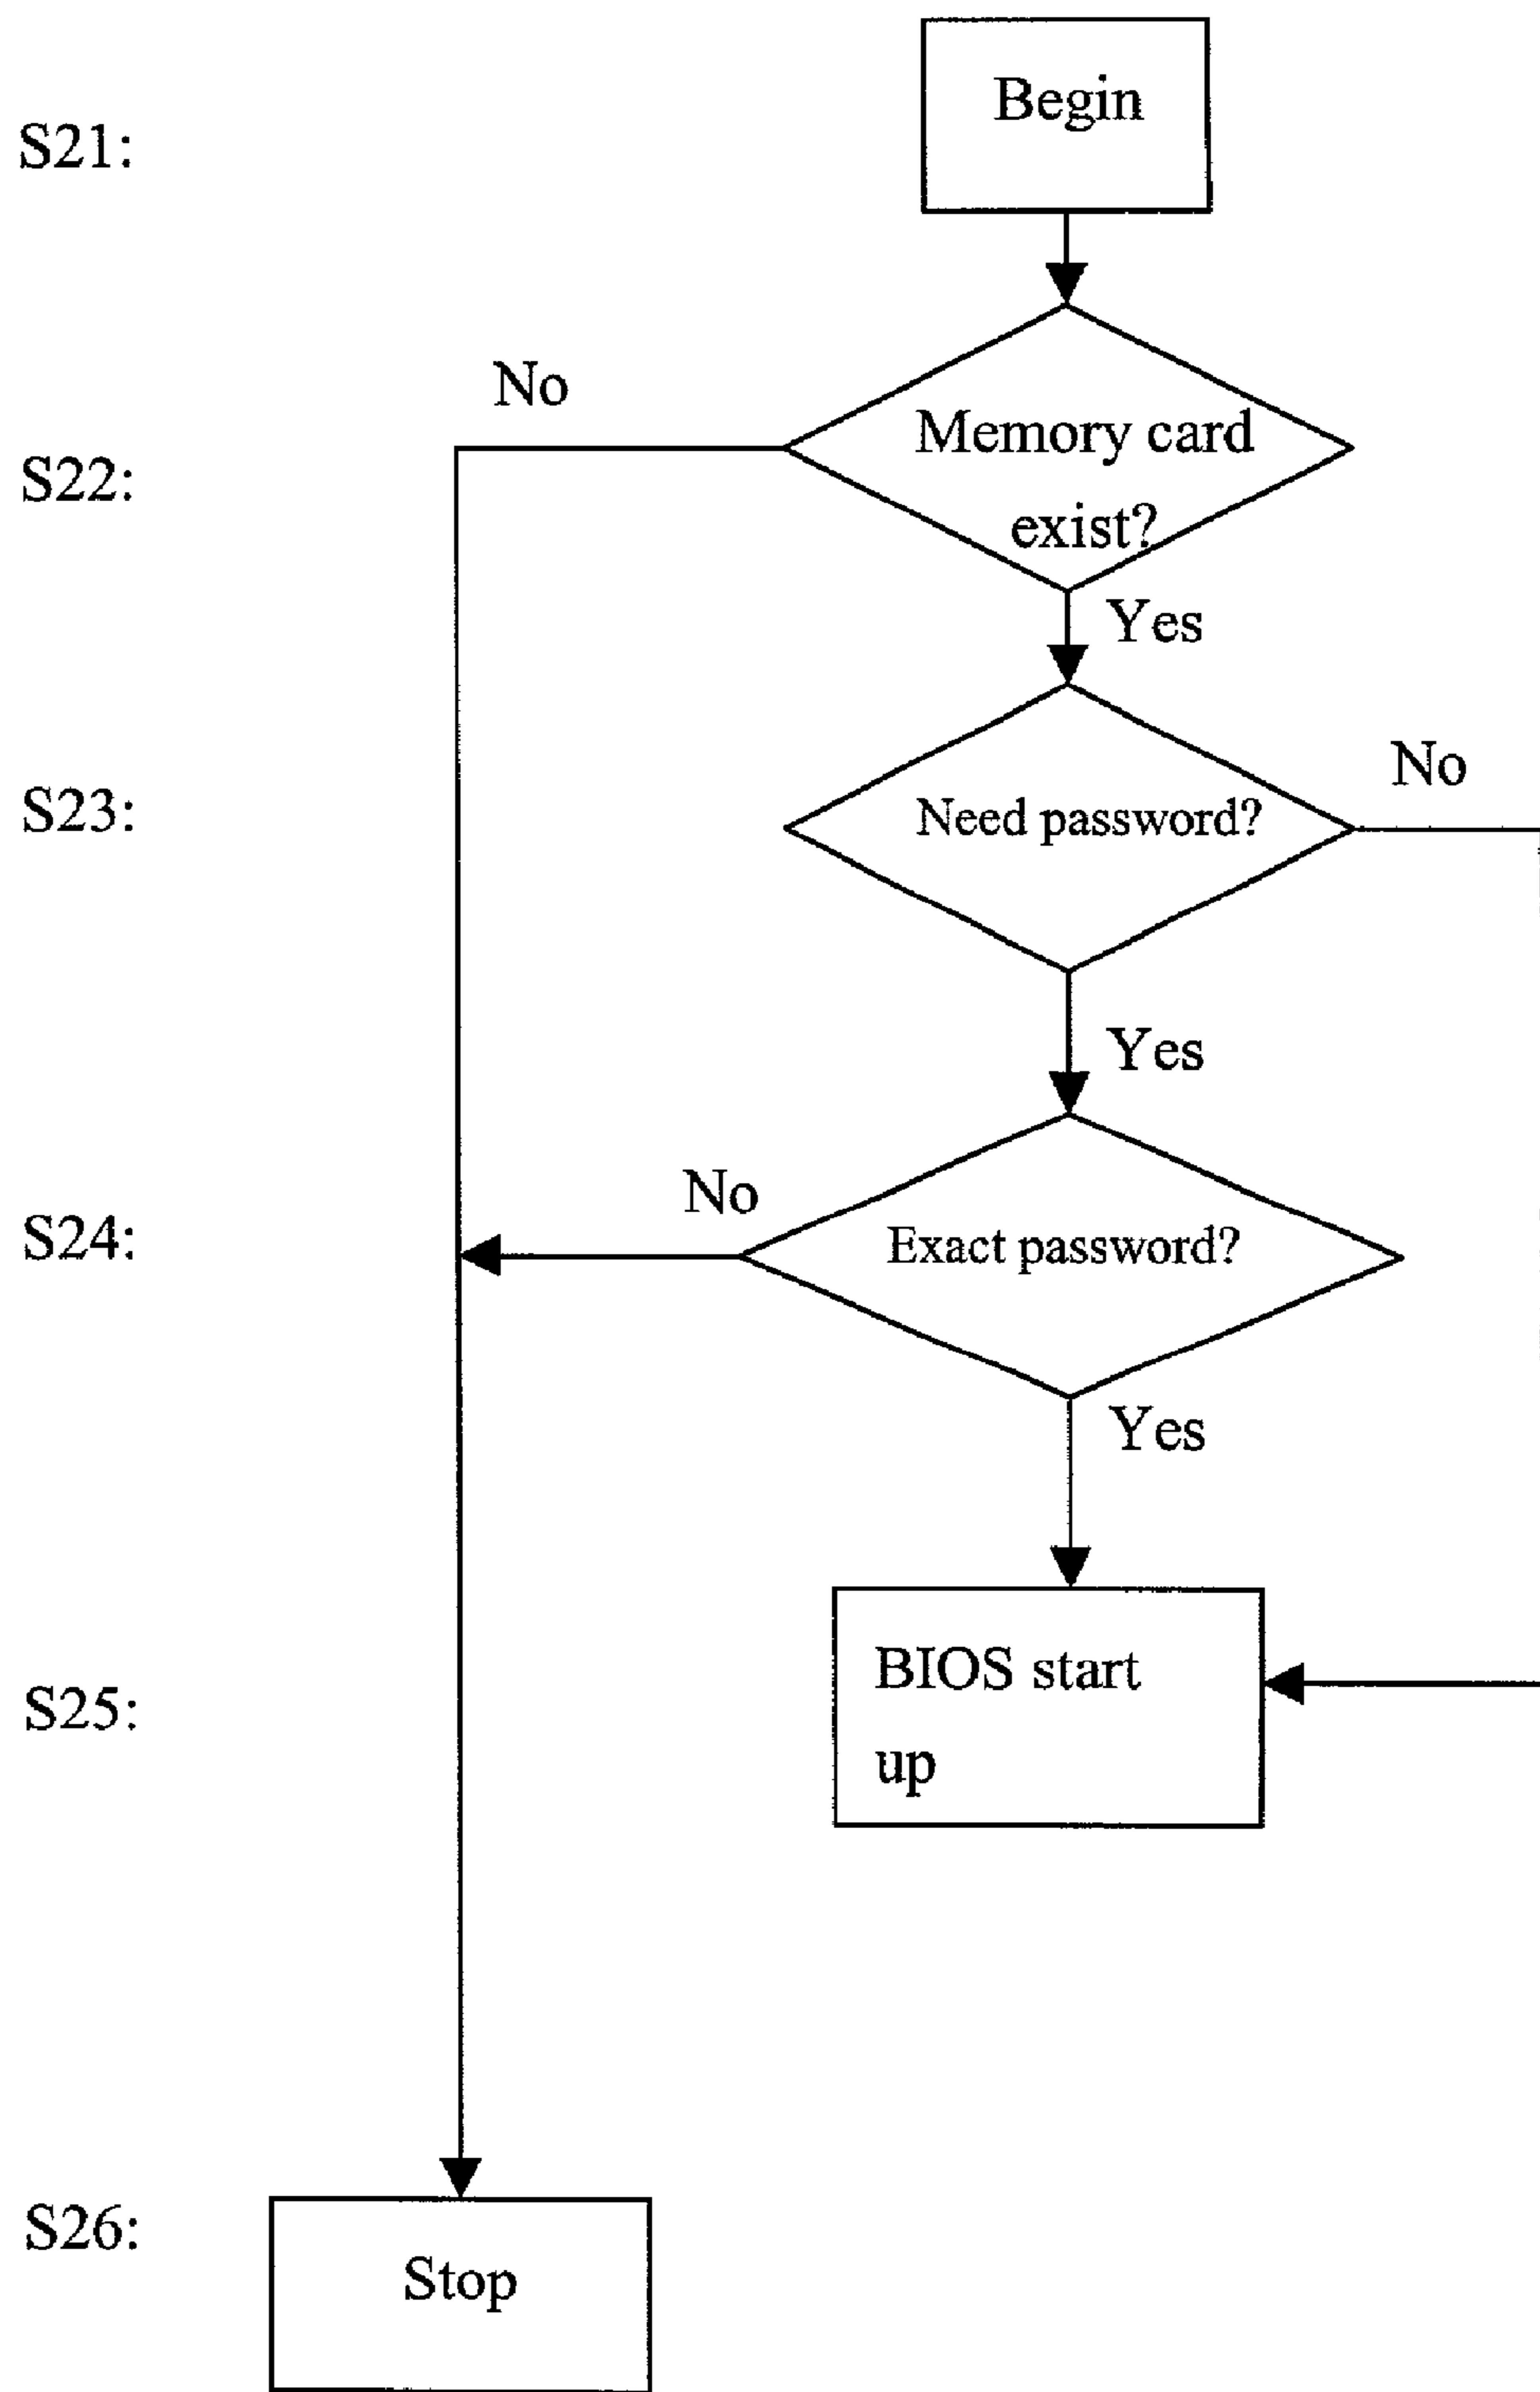 S21:
Begin
S22:
No
Memory card
exist?
Yes
S23:
Need password?
No
Yes
S24:
No
Exact password?
Yes
S25:
BIOS start
up
S26:
Stop